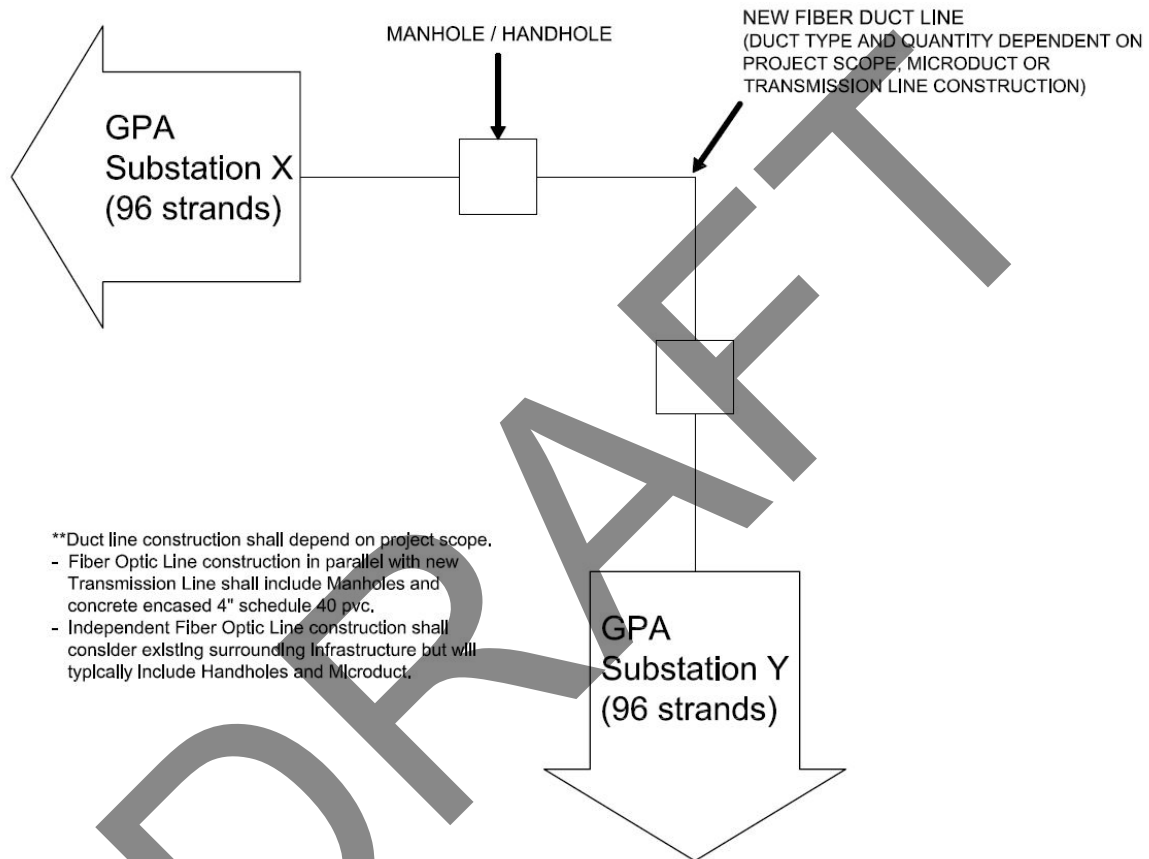 MANHOLE / HANDHOLE
NEW FIBER DUCT LINE
(DUCT TYPE AND QUANTITY DEPENDENT ON
PROJECT SCOPE, MICRODUCT OR
TRANSMISSION LINE CONSTRUCTION)
GPA
Substation X
(96 strands)
**Duct line construction shall depend on project scope.
- Fiber Optic Line construction in parallel with new
Transmission Line shall include Manholes and
concrete encased 4" schedule 40 pvc.
- Independent Fiber Optic Line construction shall
consider existing surrounding infrastructure but will
typically include Handholes and Microduct.
GPA
Substation Y
(96 strands)
DRAFT